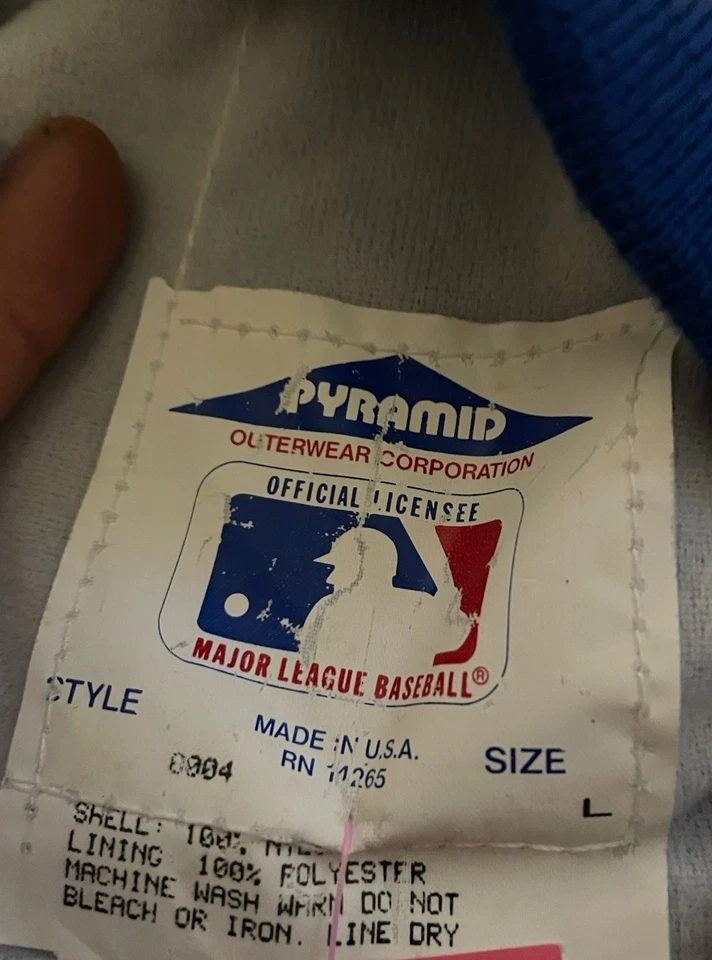 PYRAMID
OUTERWEAR CORPORATION
OFFICIAL LICENSEE
MAJOR LEAGUE BASEBALL®
STYLE
MADE IN U.S.A.
SIZE
RN 11265
0004
L
SHELL: 100%
LINING 100% POLYESTER
MACHINE WASH WARM DO NOT
BLEACH OR IRON. LINE DRY